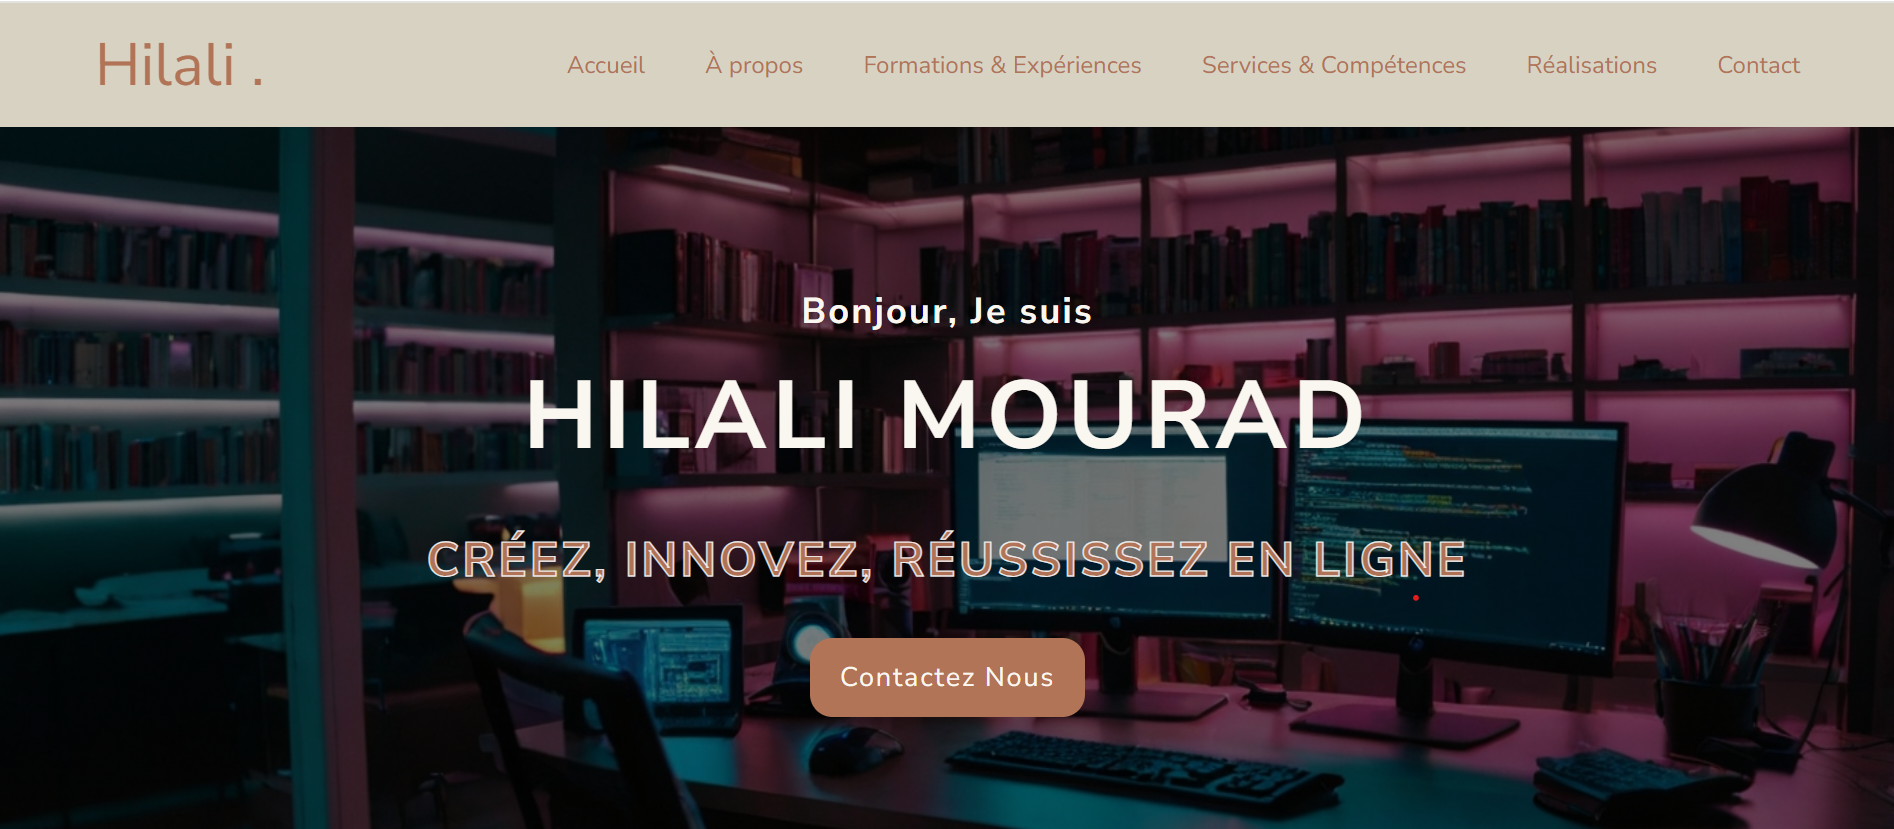 Hilali .
Accueil À propos Formations & Expériences Services & Compétences Réalisations Contact
Bonjour, Je suis
HILALI MOURAD
CRÉEZ, INNOVEZ, RÉUSSISSEZ EN LIGNE
Contactez Nous